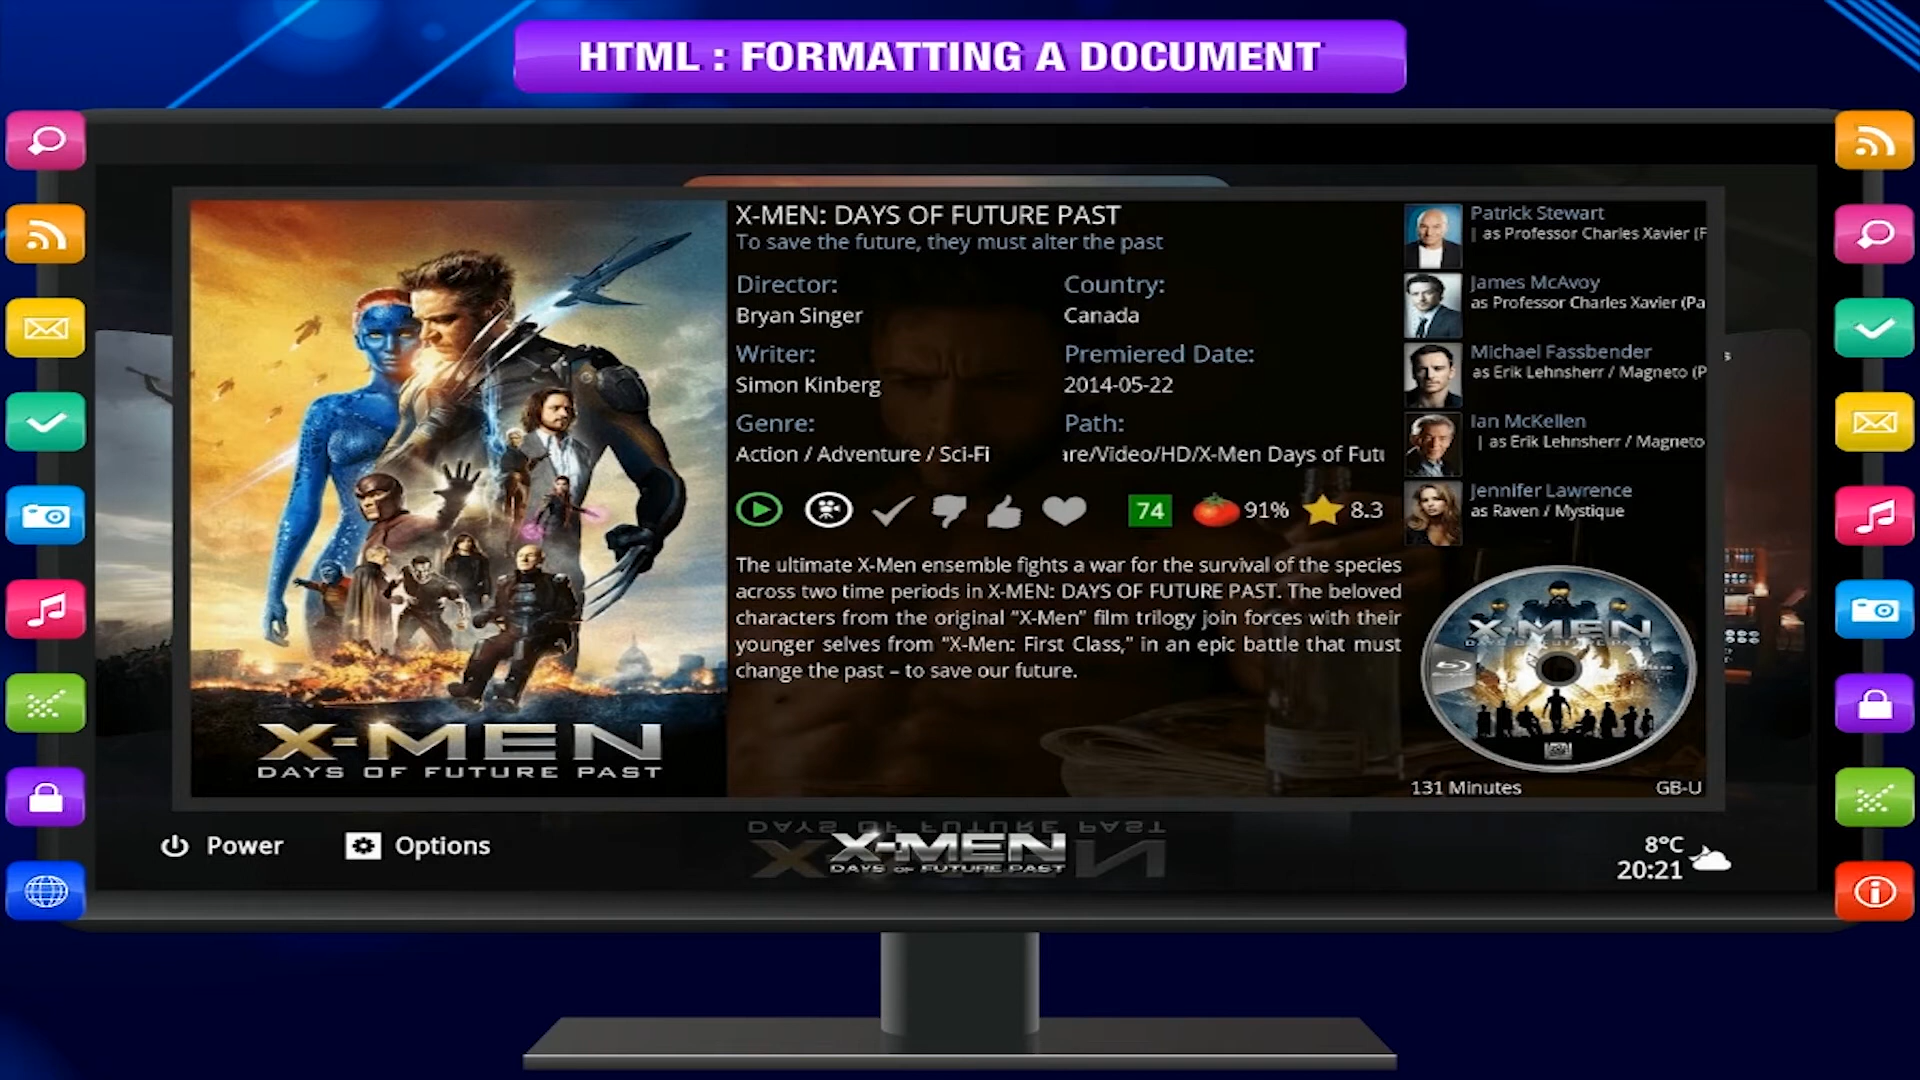 HTML : FORMATTING A DOCUMENT
X-MEN: DAYS OF FUTURE PAST
To save the future, they must alter the past
Director:
Bryan Singer
Country:
Canada
Writer:
Simon Kinberg
Premiered Date:
2014-05-22
Genre:
Action / Adventure / Sci-Fi
Path:
are/Video/HD/X-Men Days of Futu
74
91%
8.3
The ultimate X-Men ensemble fights a war for the survival of the species
across two time periods in X-MEN: DAYS OF FUTURE PAST. The beloved
characters from the original “X-Men” film trilogy join forces with their
younger selves from “X-Men: First Class,” in an epic battle that must
change the past – to save our future.
Patrick Stewart
| as Professor Charles Xavier (F
James McAvoy
as Professor Charles Xavier (Pa
Michael Fassbender
as Erik Lehnsherr / Magneto (P
Ian McKellen
| as Erik Lehnsherr / Magneto
Jennifer Lawrence
as Raven / Mystique
X-MEN
DAYS OF FUTURE PAST
X-MEN
131 Minutes
GB-U
Power
Options
DAYS OF FUTURE PAST
X-MEN
DAYS OF FUTURE PAST
8°C
20:21